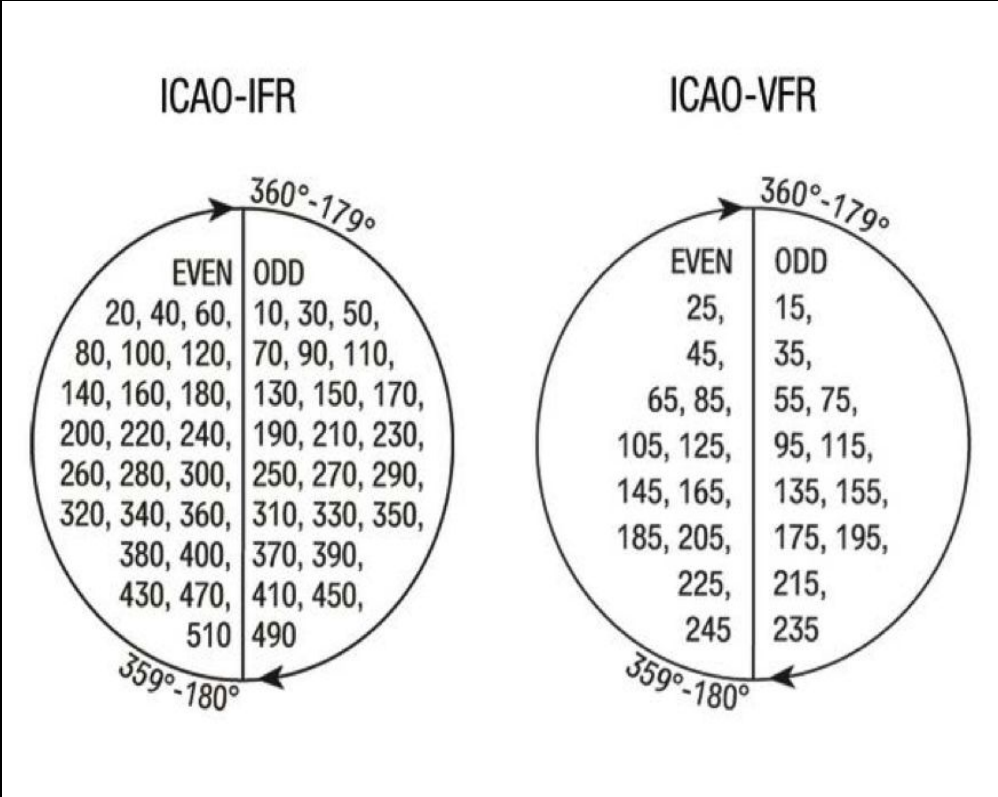 ICAO-IFR
360°-179°
EVEN ODD
20, 40, 60, 10, 30, 50,
80, 100, 120, 70, 90, 110,
140, 160, 180, 130, 150, 170,
200, 220, 240, 190, 210, 230,
260, 280, 300, 250, 270, 290,
320, 340, 360, 310, 330, 350,
380, 400, 370, 390,
430, 470, 410, 450,
510 490
359°-180°
ICAO-VFR
360°-179°
EVEN ODD
25, 15,
45, 35,
65, 85, 55, 75,
105, 125, 95, 115,
145, 165, 135, 155,
185, 205, 175, 195,
225, 215,
245 235
359°-180°